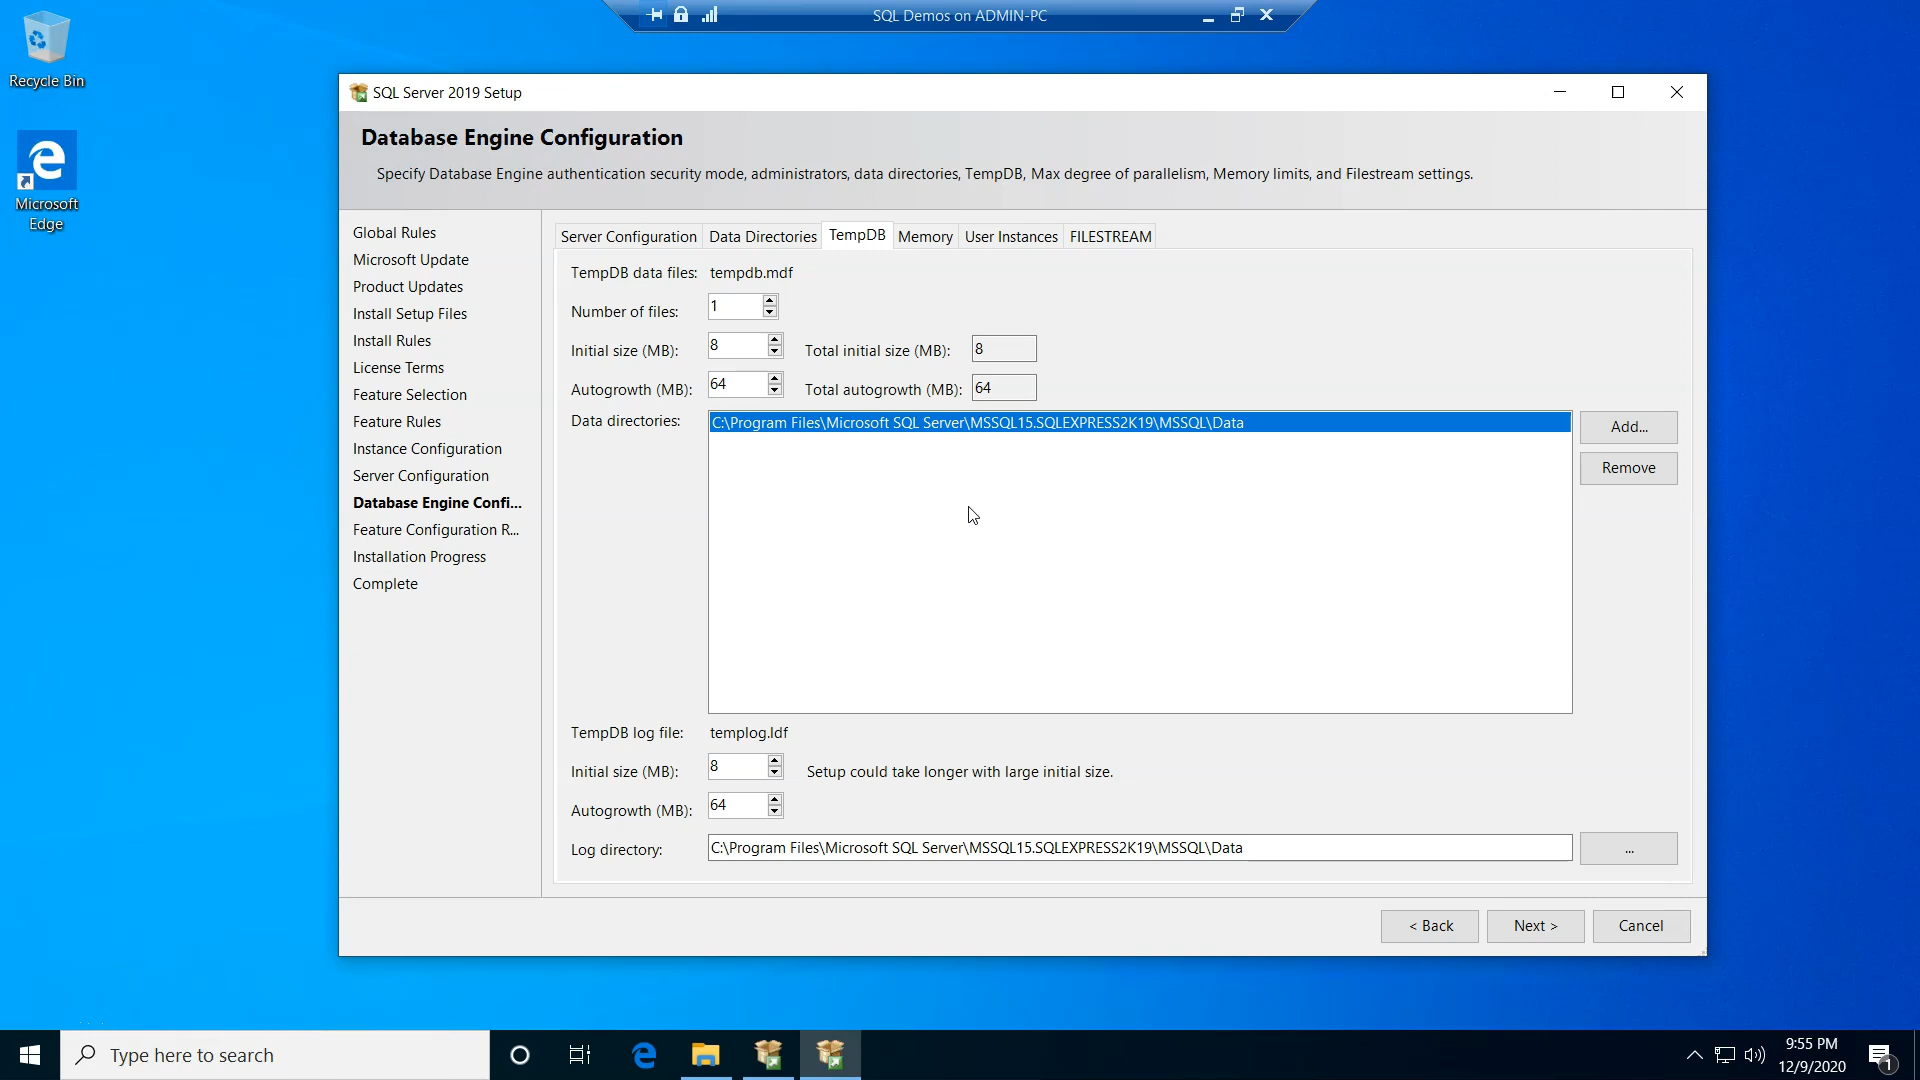 SQL Demos on ADMIN-PC
Recycle Bin
Microsoft
Edge
SQL Server 2019 Setup
Database Engine Configuration
Specify Database Engine authentication security mode, administrators, data directories, TempDB, Max degree of parallelism, Memory limits, and Filestream settings.
Global Rules
Microsoft Update
Product Updates
Install Setup Files
Install Rules
License Terms
Feature Selection
Feature Rules
Instance Configuration
Server Configuration
Database Engine Confi...
Feature Configuration R...
Installation Progress
Complete
Server Configuration Data Directories TempDB Memory User Instances FILESTREAM
TempDB data files: tempdb.mdf
Number of files: 1
Initial size (MB): 8 Total initial size (MB): 8
Autogrowth (MB): 64 Total autogrowth (MB): 64
Data directories: C:\Program Files\Microsoft SQL Server\MSSQL15.SQLEXPRESS2K19\MSSQL\Data Add...
Remove
TempDB log file: templog.ldf
Initial size (MB): 8 Setup could take longer with large initial size.
Autogrowth (MB): 64
Log directory: C:\Program Files\Microsoft SQL Server\MSSQL15.SQLEXPRESS2K19\MSSQL\Data ...
< Back Next > Cancel
Type here to search
9:55 PM
12/9/2020
1